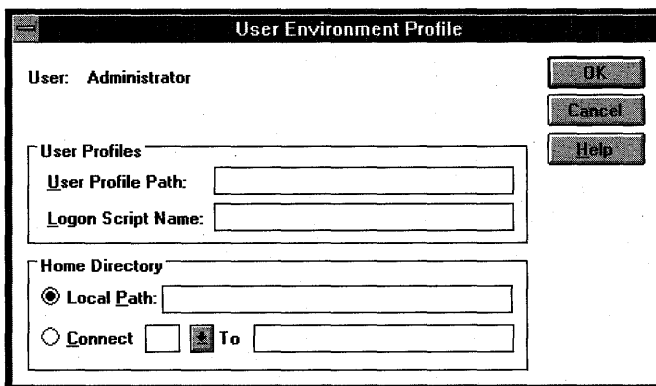 User Environment Profile
User: Administrator
OK
Cancel
Help
User Profiles
User Profile Path:
Logon Script Name:
Home Directory
Local Path:
Connect To